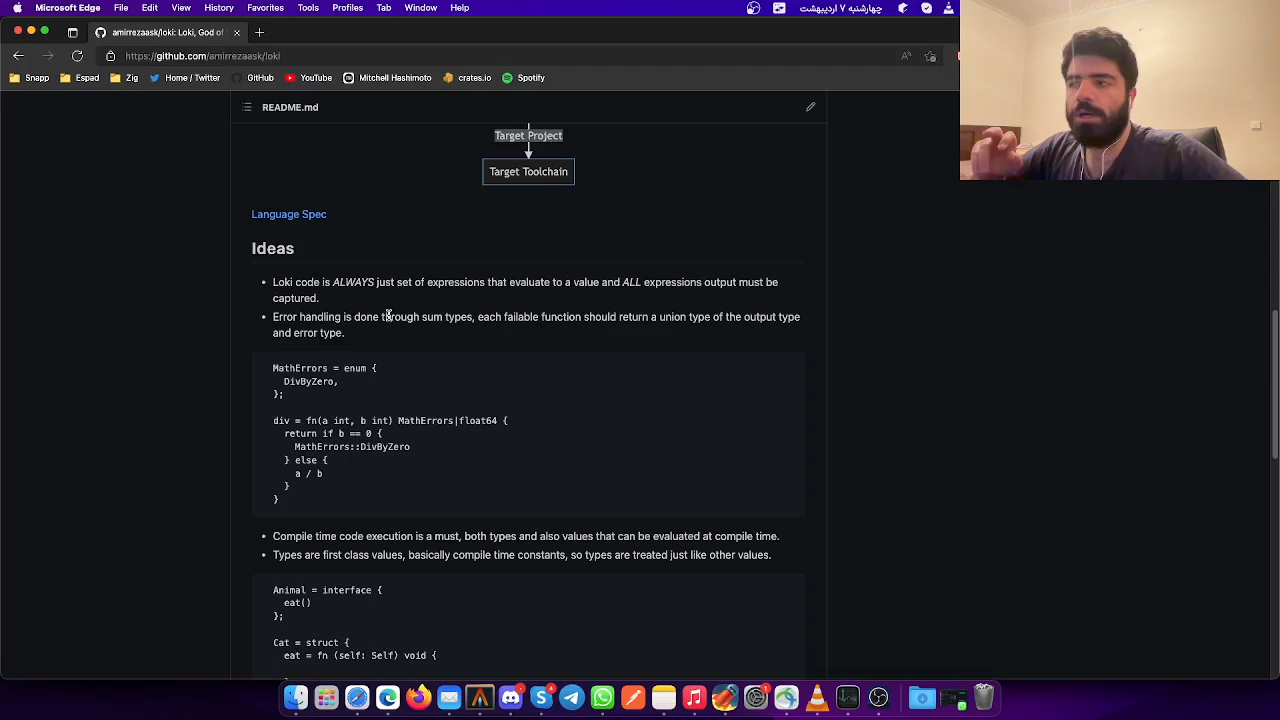 Microsoft Edge File Edit View History Favorites Tools Profiles Tab Window Help
چهارشنبه ۷ اردیبهشت
amirrezaask/loki: Loki, God of
https://github.com/amirrezaask/loki
Snapp Espad Zig Home / Twitter GitHub YouTube Mitchell Hashimoto crates.io Spotify
README.md
Target Project
Target Toolchain
Language Spec
Ideas
• Loki code is ALWAYS just set of expressions that evaluate to a value and ALL expressions output must be
captured.
• Error handling is done through sum types, each failable function should return a union type of the output type
and error type.
MathErrors = enum {
DivByZero,
};
div = fn(a int, b int) MathErrors|float64 {
return if b == 0 {
MathErrors::DivByZero
} else {
a / b
}
}
• Compile time code execution is a must, both types and also values that can be evaluated at compile time.
• Types are first class values, basically compile time constants, so types are treated just like other values.
Animal = interface {
eat()
};
Cat = struct {
eat = fn (self: Self) void {